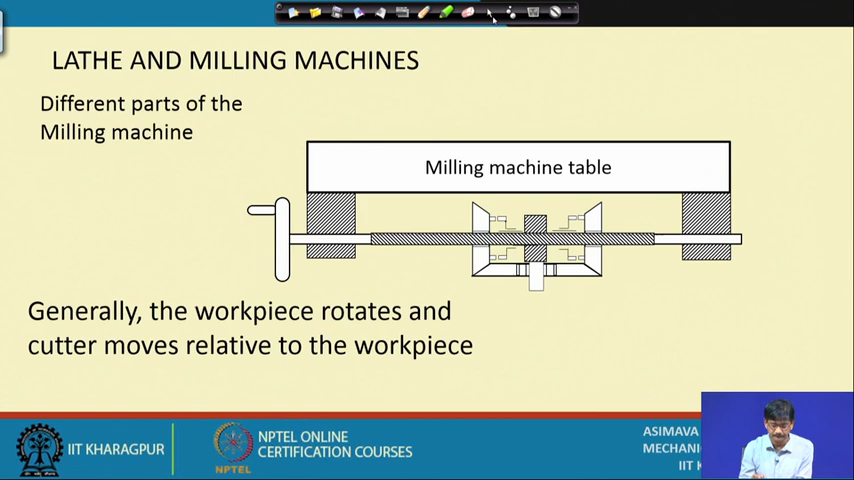 LATHE AND MILLING MACHINES
Different parts of the
Milling machine
Milling machine table
Generally, the workpiece rotates and
cutter moves relative to the workpiece
IIT KHARAGPUR
NPTEL
NPTEL ONLINE
CERTIFICATION COURSES
ASIMAVA
MECHANIC
IIT K